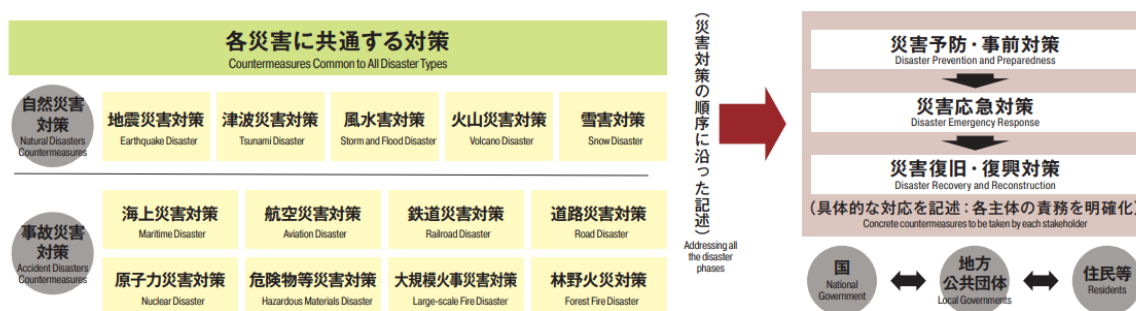 各災害に共通する対策
Countermeasures Common to All Disaster Types
自然災害
対策
Natural Disasters
Countermeasures
地震災害対策
Earthquake Disaster
津波災害対策
Tsunami Disaster
風水害対策
Storm and Flood Disaster
火山災害対策
Volcano Disaster
雪害対策
Snow Disaster
事故災害
対策
Accident Disasters
Countermeasures
海上災害対策
Maritime Disaster
航空災害対策
Aviation Disaster
鉄道災害対策
Railroad Disaster
道路災害対策
Road Disaster
原子力災害対策
Nuclear Disaster
危険物等災害対策
Hazardous Materials Disaster
大規模火事災害対策
Large-scale Fire Disaster
林野火災対策
Forest Fire Disaster
(災害対策の順序に沿った記述)
Addressing all
the disaster
phases
災害予防・事前対策
Disaster Prevention and Preparedness
災害応急対策
Disaster Emergency Response
災害復旧・復興対策
Disaster Recovery and Reconstruction
(具体的な対応を記述:各主体の責務を明確化)
Concrete countermeasures to be taken by each stakeholder
国
National
Government
地方
公共団体
Local Governments
住民等
Residents